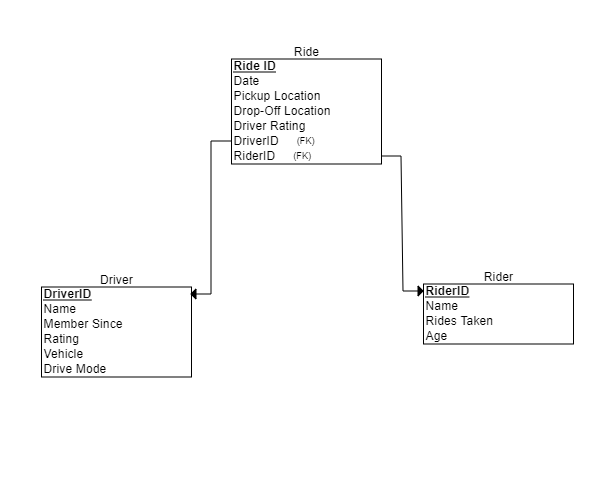 Ride
Ride ID
Date
Pickup Location
Drop-Off Location
Driver Rating
DriverID (FK)
RiderID (FK)
Driver
DriverID
Name
Member Since
Rating
Vehicle
Drive Mode
Rider
RiderID
Name
Rides Taken
Age